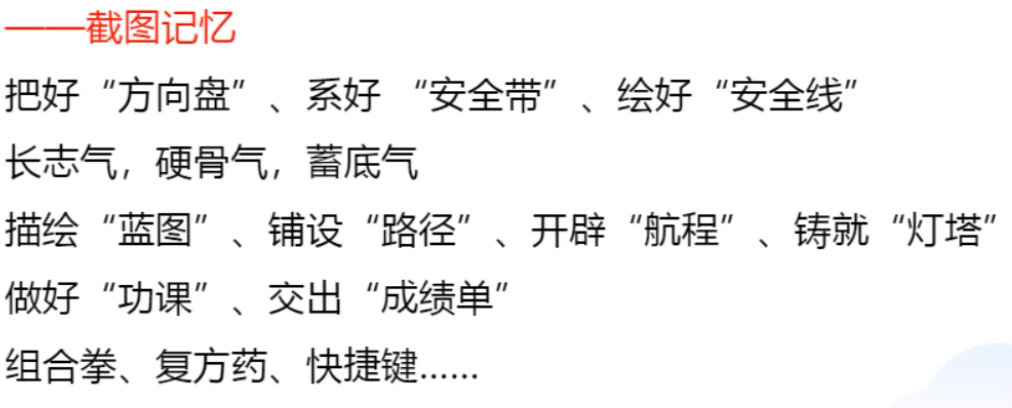 ——截图记忆
把好“方向盘”、系好 “安全带”、绘好“安全线”
长志气，硬骨气，蓄底气
描绘“蓝图”、铺设“路径”、开辟“航程”、铸就“灯塔”
做好“功课”、交出“成绩单”
组合拳、复方药、快捷键……